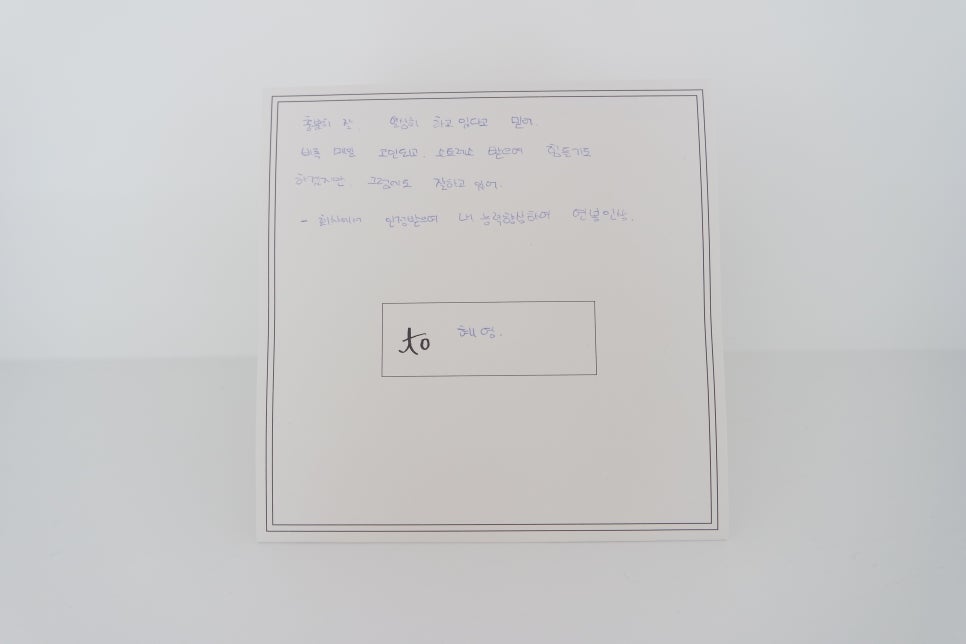 충분히 잘. 열심히 하고 있다고 믿어.
비록 매일 고민되고, 스트레스 받으며 힘들기도
하겠지만. 그럼에도 잘하고 있어.
- 회사에서 인정받으며 내 능력향상하여 연봉인상.
to 혜영.